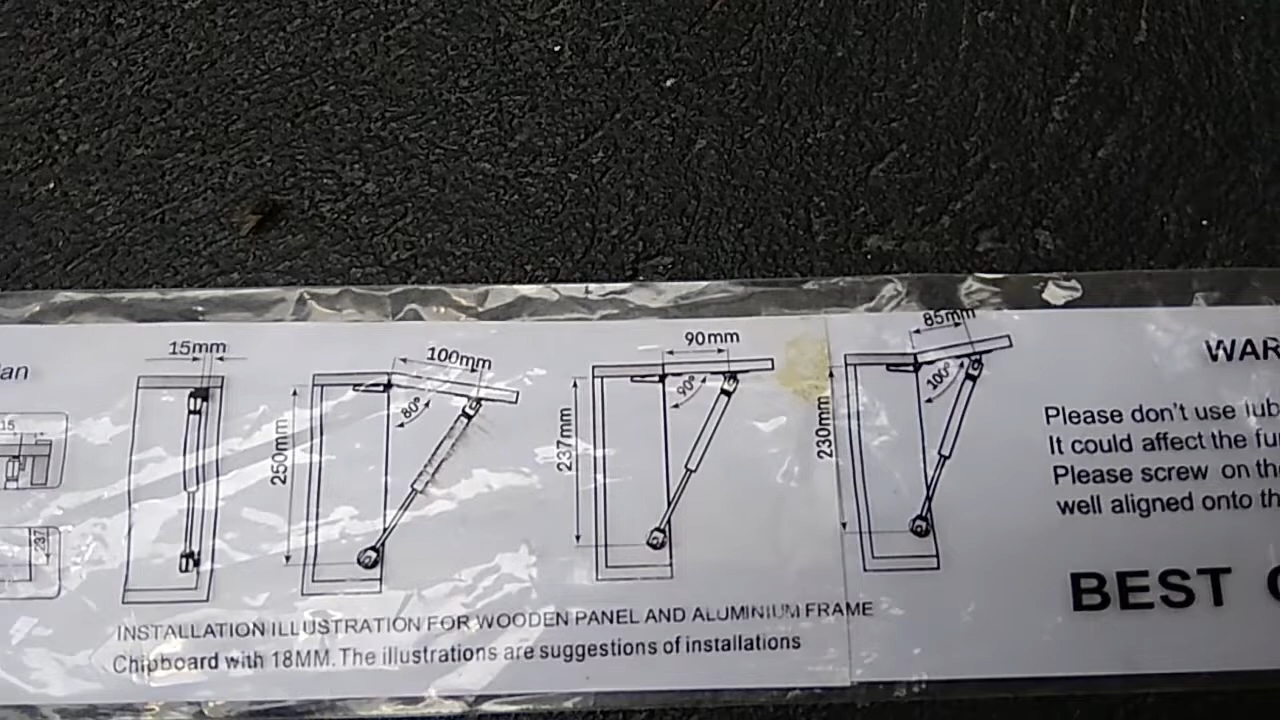 an
15
237
15mm
250mm
100mm
80°
237mm
90mm
90°
230mm
85mm
100°
INSTALLATION ILLUSTRATION FOR WOODEN PANEL AND ALUMINIUM FRAME
Chipboard with 18MM. The illustrations are suggestions of installations
WAR
Please don't use lub
It could affect the fu
Please screw on th
well aligned onto th
BEST